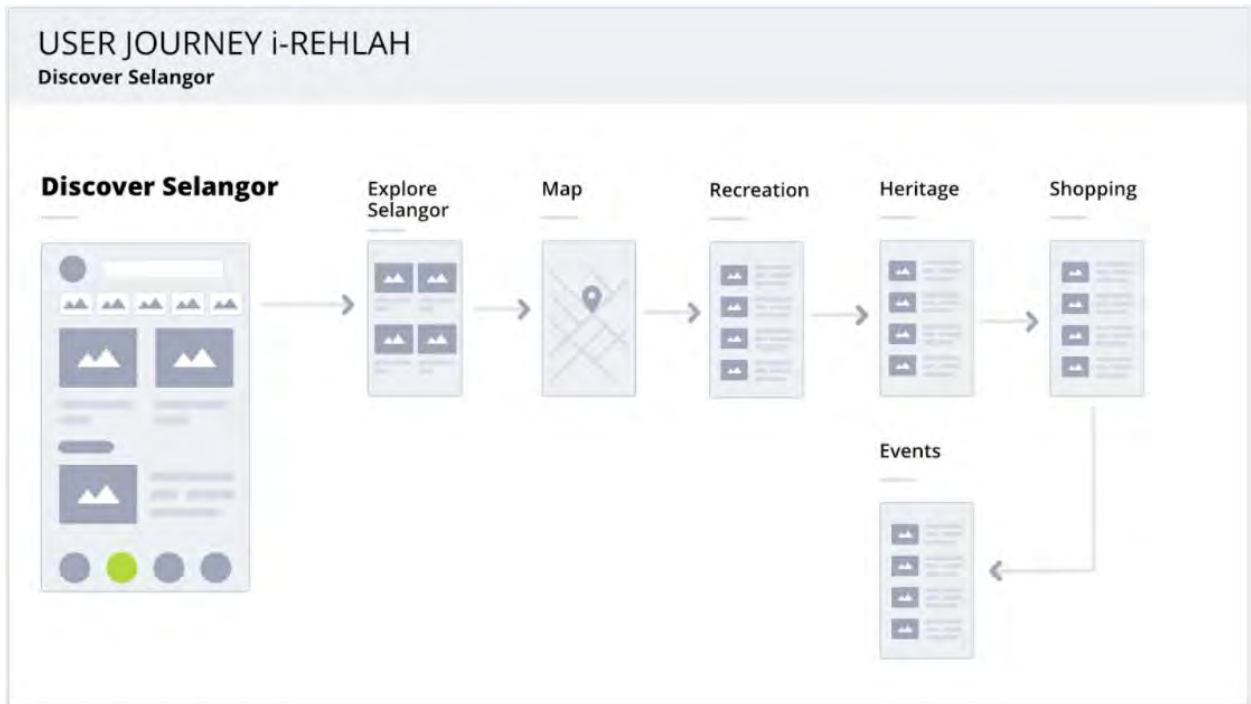 USER JOURNEY i-REHLAH
Discover Selangor
Discover Selangor
Explore
Selangor
Map
Recreation
Heritage
Shopping
Events